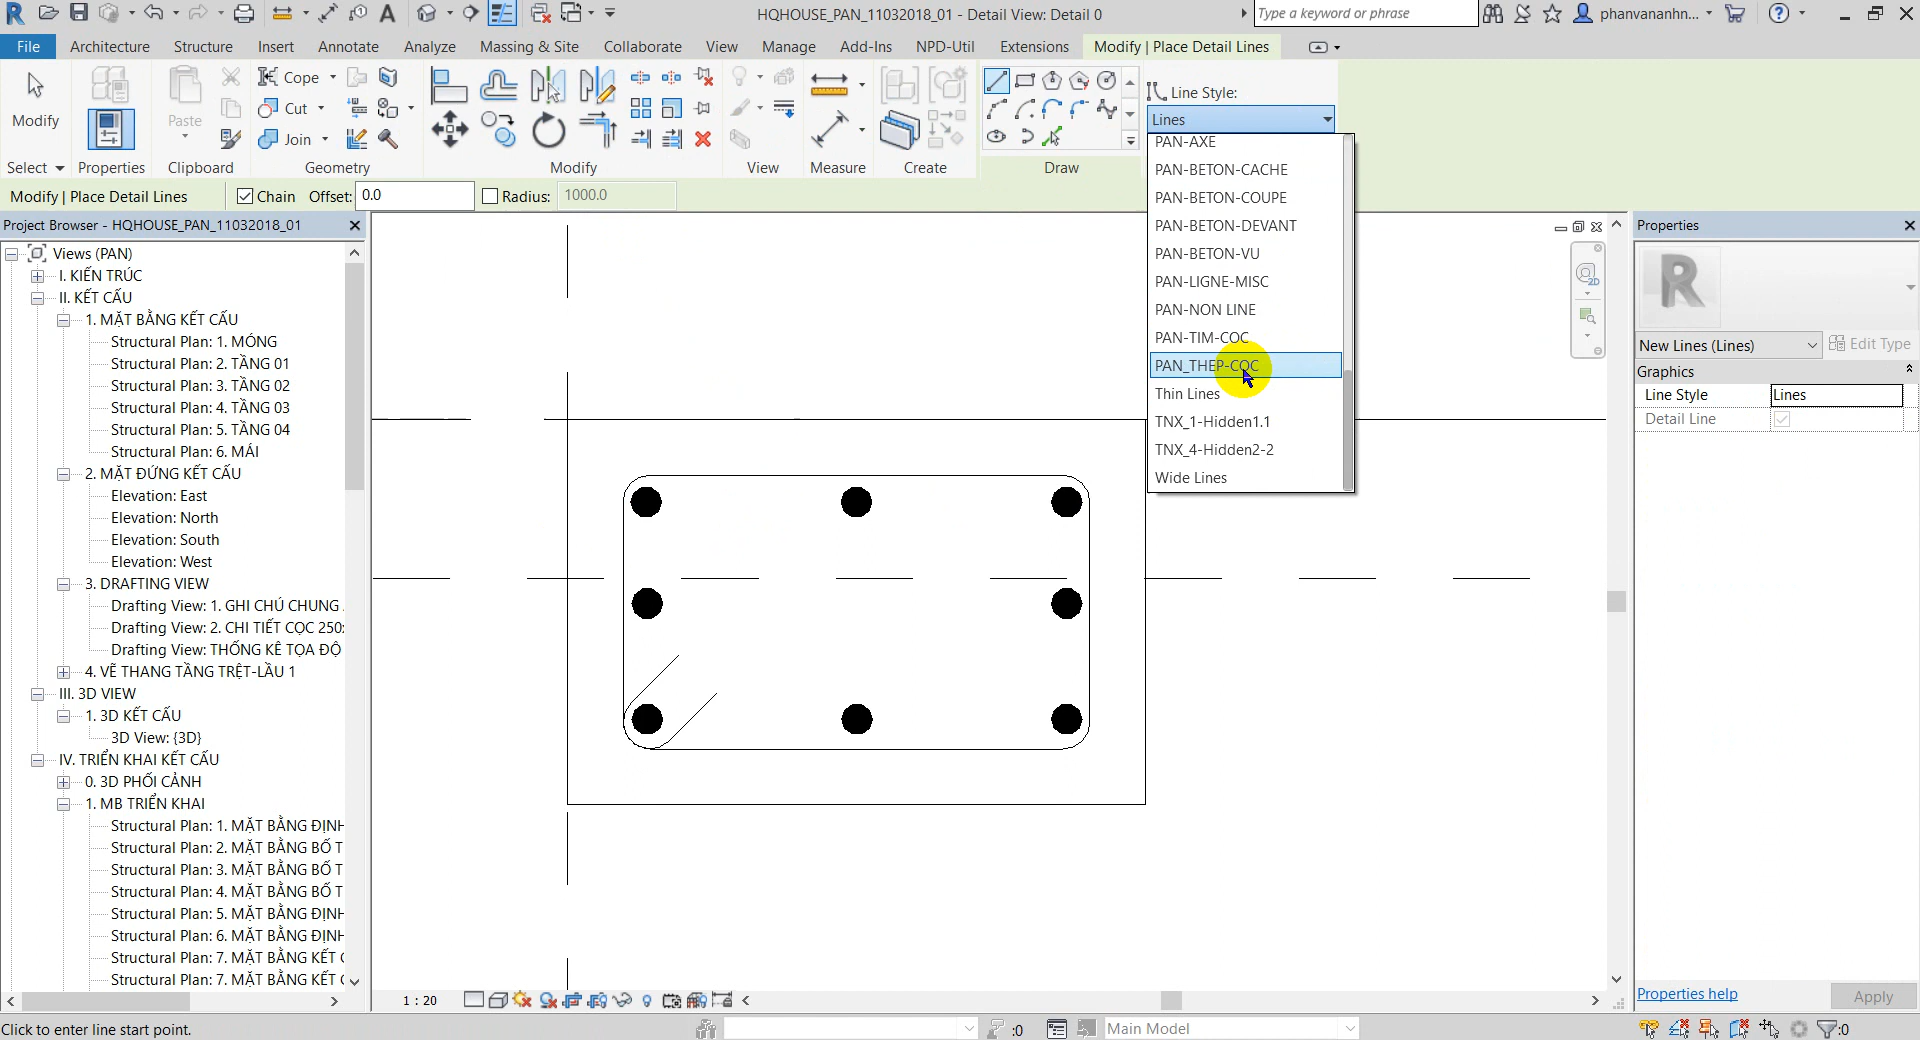 HQHOUSE_PAN_11032018_01 - Detail View: Detail 0
Type a keyword or phrase
phanvananhn...
File Architecture Structure Insert Annotate Analyze Massing & Site Collaborate View Manage Add-Ins NPD-Util Extensions Modify | Place Detail Lines
Modify
Paste
Cope
Cut
Join
Line Style:
Lines
Select Properties Clipboard Geometry Modify View Measure Create Draw
Modify | Place Detail Lines Chain Offset: 0.0 Radius: 1000.0
PAN-AXE
PAN-BETON-CACHE
PAN-BETON-COUPE
PAN-BETON-DEVANT
PAN-BETON-VU
PAN-LIGNE-MISC
PAN-NON LINE
PAN-TIM-COC
PAN_THEP-COC
Thin Lines
TNX_1-Hidden1.1
TNX_4-Hidden2-2
Wide Lines
Project Browser - HQHOUSE_PAN_11032018_01
Views (PAN)
I. KIẾN TRÚC
II. KẾT CẤU
1. MẶT BẰNG KẾT CẤU
Structural Plan: 1. MÓNG
Structural Plan: 2. TẦNG 01
Structural Plan: 3. TẦNG 02
Structural Plan: 4. TẦNG 03
Structural Plan: 5. TẦNG 04
Structural Plan: 6. MÁI
2. MẶT ĐỨNG KẾT CẤU
Elevation: East
Elevation: North
Elevation: South
Elevation: West
3. DRAFTING VIEW
Drafting View: 1. GHI CHÚ CHUNG
Drafting View: 2. CHI TIẾT CỌC 250
Drafting View: THỐNG KÊ TỌA ĐỘ
4. VẼ THANG TẦNG TRỆT-LẦU 1
III. 3D VIEW
1. 3D KẾT CẤU
3D View: {3D}
IV. TRIỂN KHAI KẾT CẤU
0. 3D PHỐI CẢNH
1. MB TRIỂN KHAI
Structural Plan: 1. MẶT BẰNG ĐỊNH
Structural Plan: 2. MẶT BẰNG BỐ T
Structural Plan: 3. MẶT BẰNG BỐ T
Structural Plan: 4. MẶT BẰNG BỐ T
Structural Plan: 5. MẶT BẰNG ĐỊNH
Structural Plan: 6. MẶT BẰNG ĐỊNH
Structural Plan: 7. MẶT BẰNG KẾT
Structural Plan: 7. MẶT BẰNG KẾT
2D
Properties
R
New Lines (Lines) Edit Type
Graphics
Line Style Lines
Detail Line
Properties help Apply
1 : 20
Click to enter line start point.
:0
Main Model
:0